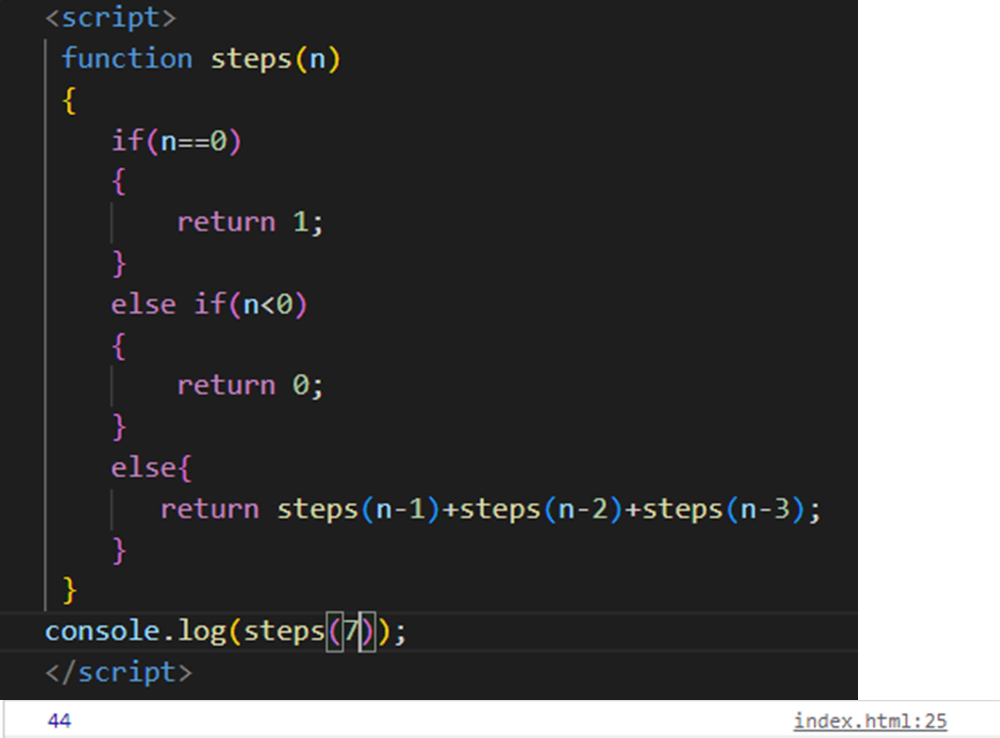 <script>
function steps(n)
{
if(n==0)
{
return 1;
}
else if(n<0)
{
return 0;
}
else{
return steps(n-1)+steps(n-2)+steps(n-3);
}
}
console.log(steps(7));
</script>
44 index.html:25